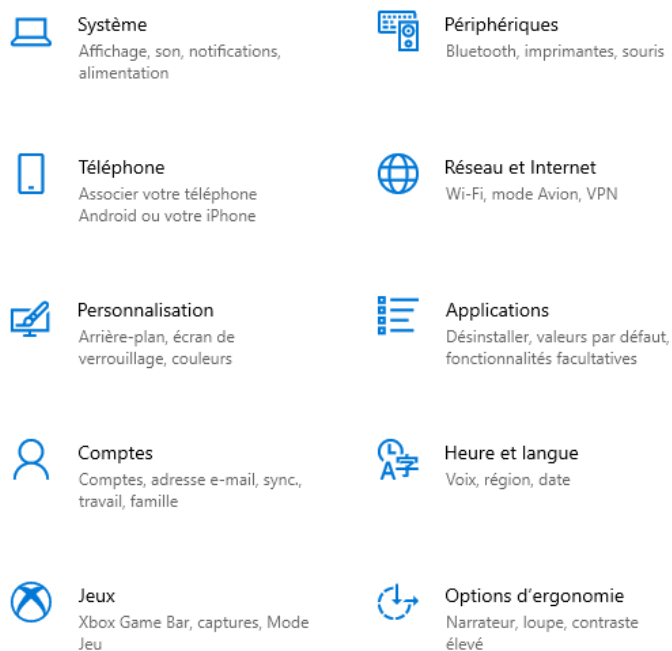 Système
Affichage, son, notifications,
alimentation
Périphériques
Bluetooth, imprimantes, souris
Téléphone
Associer votre téléphone
Android ou votre iPhone
Réseau et Internet
Wi-Fi, mode Avion, VPN
Personnalisation
Arrière-plan, écran de
verrouillage, couleurs
Applications
Désinstaller, valeurs par défaut,
fonctionnalités facultatives
Comptes
Comptes, adresse e-mail, sync.,
travail, famille
Heure et langue
Voix, région, date
Jeux
Xbox Game Bar, captures, Mode
Jeu
Options d’ergonomie
Narrateur, loupe, contraste
élevé